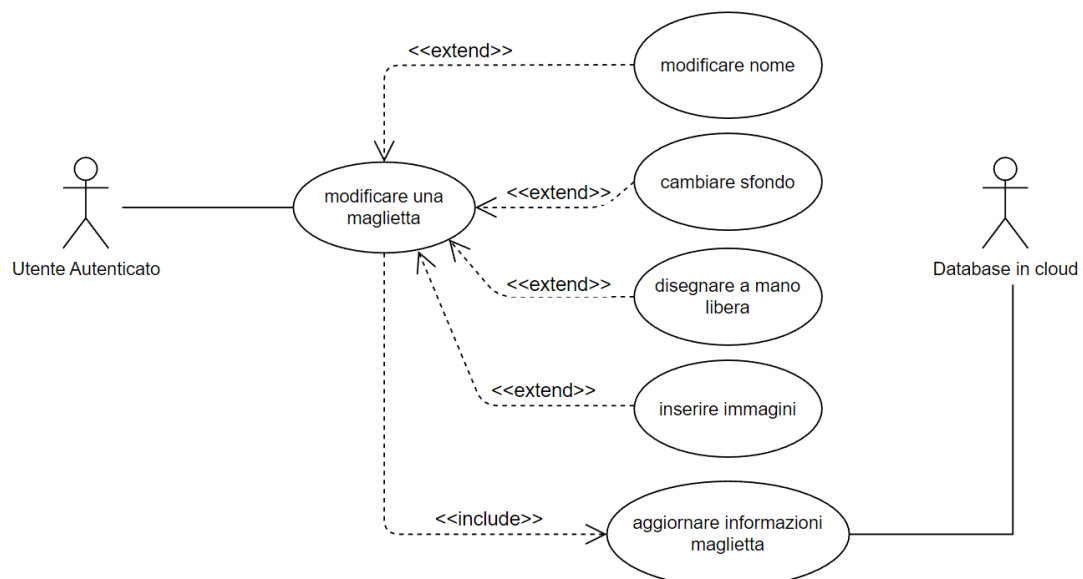 <<extend>>
modificare nome
modificare una
maglietta
<<extend>>
cambiare sfondo
Utente Autenticato
Database in cloud
<<extend>>
disegnare a mano
libera
<<extend>>
inserire immagini
<<include>>
aggiornare informazioni
maglietta